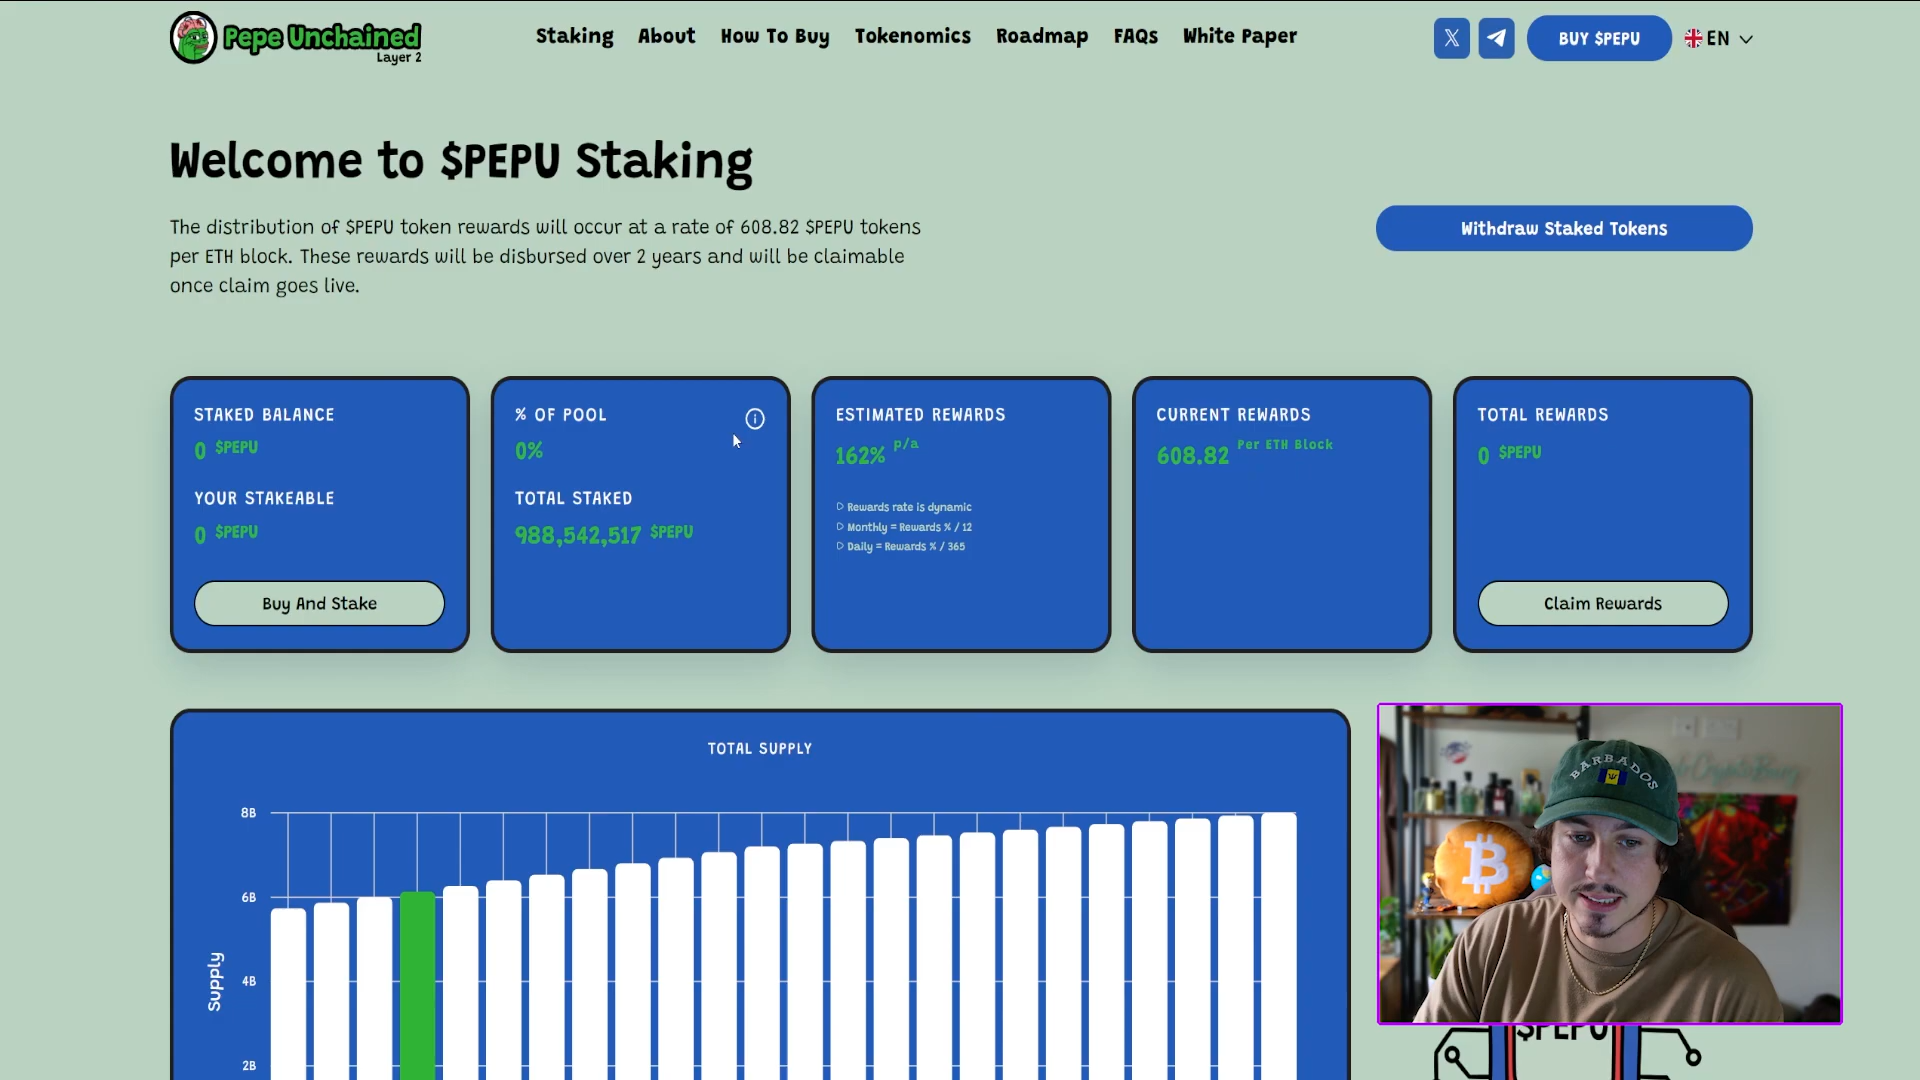 Pepe Unchained
Layer 2
Staking
About
How To Buy
Tokenomics
Roadmap
FAQs
White Paper
BUY $PEPU
EN
Welcome to $PEPU Staking
The distribution of $PEPU token rewards will occur at a rate of 608.82 $PEPU tokens
per ETH block. These rewards will be disbursed over 2 years and will be claimable
once claim goes live.
Withdraw Staked Tokens
STAKED BALANCE
0 $PEPU
YOUR STAKEABLE
0 $PEPU
Buy And Stake
% OF POOL
0%
TOTAL STAKED
988,542,517 $PEPU
ESTIMATED REWARDS
162% p/a
Rewards rate is dynamic
Monthly = Rewards % / 12
Daily = Rewards % / 365
CURRENT REWARDS
608.82 Per ETH Block
TOTAL REWARDS
0 $PEPU
Claim Rewards
TOTAL SUPPLY
8B
6B
4B
2B
Supply
BARBADOS
$PEPU